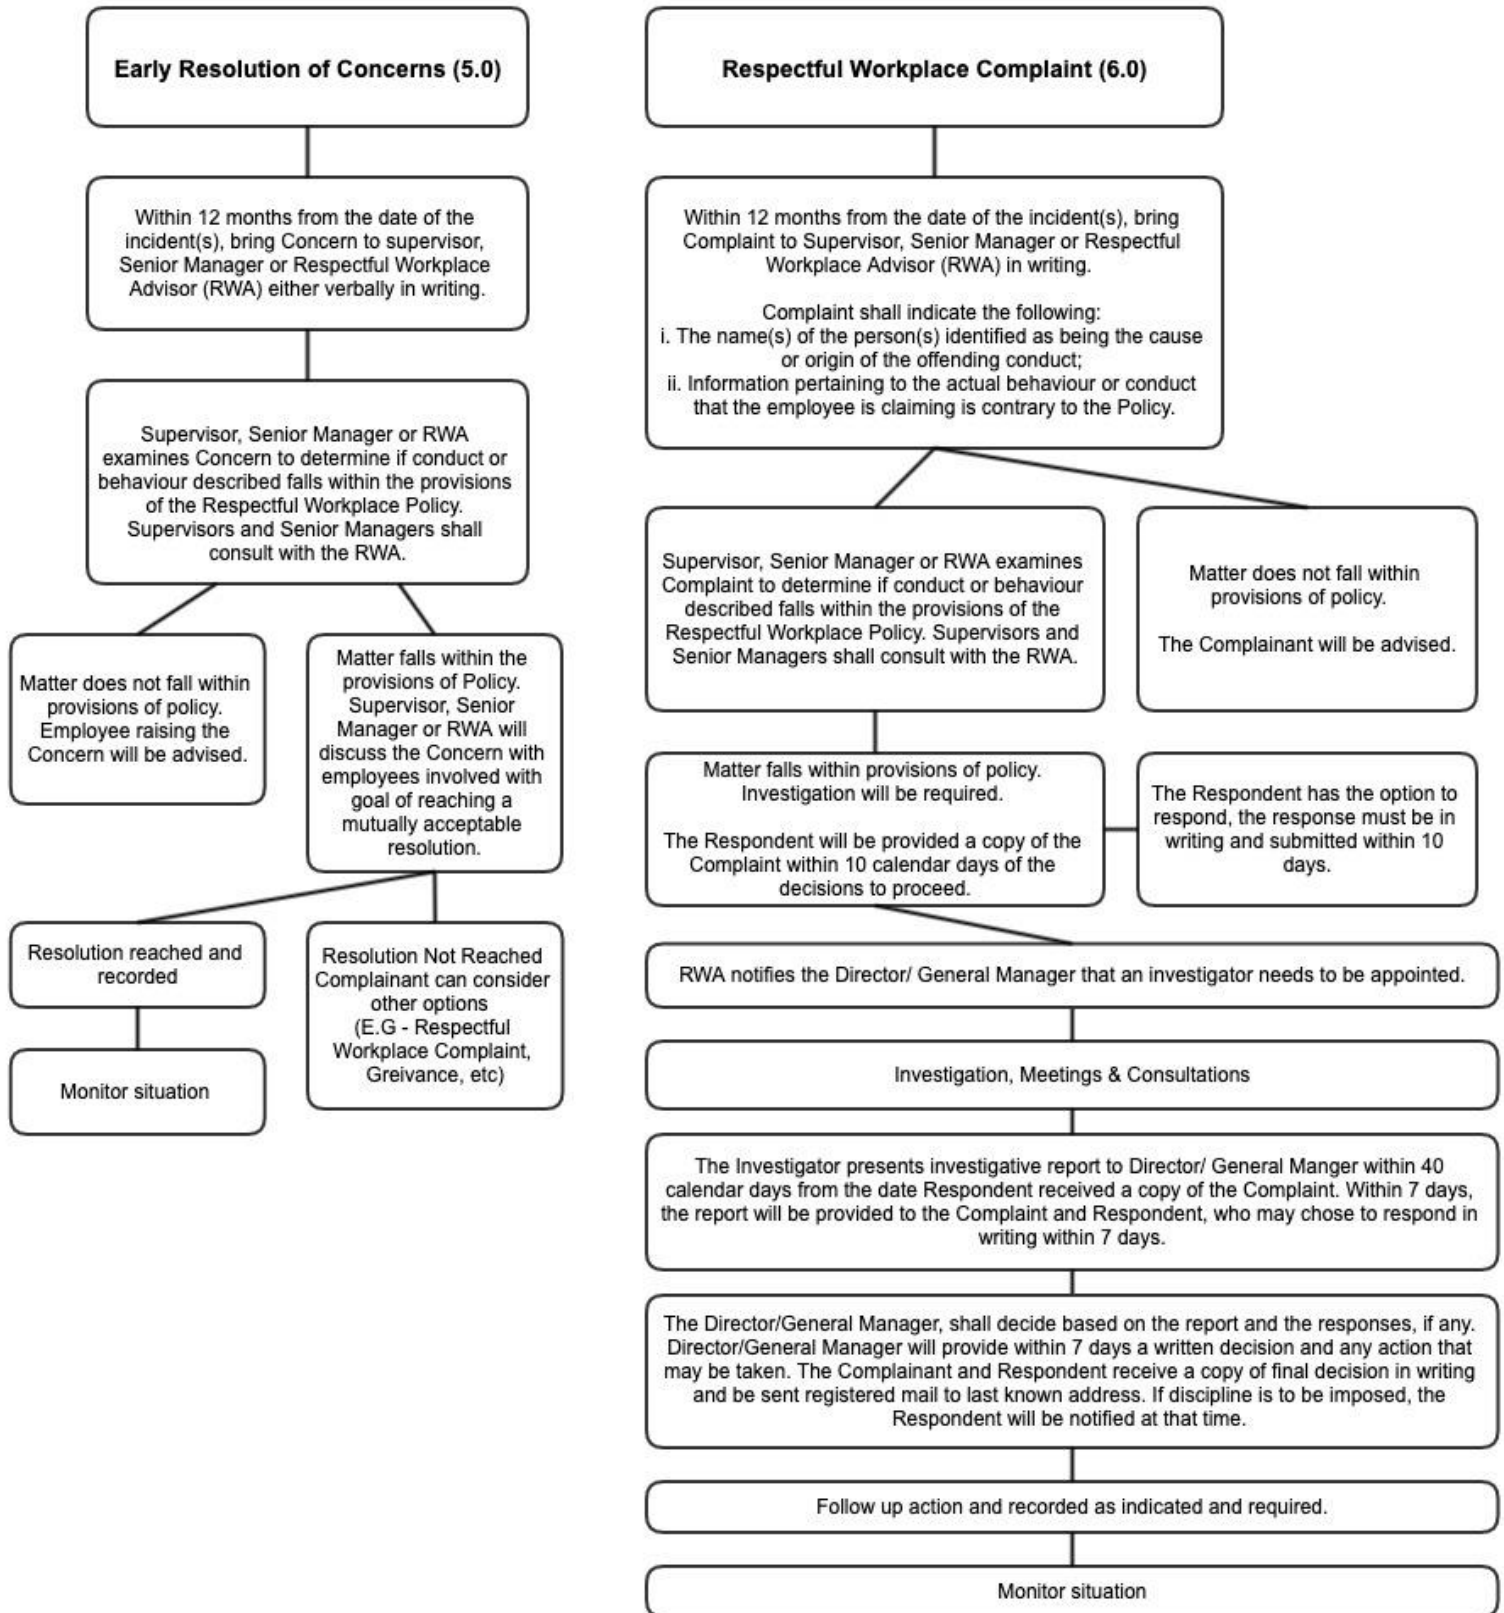 Early Resolution of Concerns (5.0)
Within 12 months from the date of the
incident(s), bring Concern to supervisor,
Senior Manager or Respectful Workplace
Advisor (RWA) either verbally in writing.
Supervisor, Senior Manager or RWA
examines Concern to determine if conduct or
behaviour described falls within the provisions
of the Respectful Workplace Policy.
Supervisors and Senior Managers shall
consult with the RWA.
Matter does not fall within
provisions of policy.
Employee raising the
Concern will be advised.
Matter falls within the
provisions of Policy.
Supervisor, Senior
Manager or RWA will
discuss the Concern with
employees involved with
goal of reaching a
mutually acceptable
resolution.
Resolution reached and
recorded
Resolution Not Reached
Complainant can consider
other options
(E.G - Respectful
Workplace Complaint,
Greivance, etc)
Monitor situation
Respectful Workplace Complaint (6.0)
Within 12 months from the date of the incident(s), bring
Complaint to Supervisor, Senior Manager or Respectful
Workplace Advisor (RWA) in writing.
Complaint shall indicate the following:
i. The name(s) of the person(s) identified as being the cause
or origin of the offending conduct;
ii. Information pertaining to the actual behaviour or conduct
that the employee is claiming is contrary to the Policy.
Supervisor, Senior Manager or RWA examines
Complaint to determine if conduct or behaviour
described falls within the provisions of the
Respectful Workplace Policy. Supervisors and
Senior Managers shall consult with the RWA.
Matter does not fall within
provisions of policy.
The Complainant will be advised.
Matter falls within provisions of policy.
Investigation will be required.
The Respondent will be provided a copy of the
Complaint within 10 calendar days of the
decisions to proceed.
The Respondent has the option to
respond, the response must be in
writing and submitted within 10
days.
RWA notifies the Director/ General Manager that an investigator needs to be appointed.
Investigation, Meetings & Consultations
The Investigator presents investigative report to Director/ General Manger within 40
calendar days from the date Respondent received a copy of the Complaint. Within 7 days,
the report will be provided to the Complaint and Respondent, who may chose to respond in
writing within 7 days.
The Director/General Manager, shall decide based on the report and the responses, if any.
Director/General Manager will provide within 7 days a written decision and any action that
may be taken. The Complainant and Respondent receive a copy of final decision in writing
and be sent registered mail to last known address. If discipline is to be imposed, the
Respondent will be notified at that time.
Follow up action and recorded as indicated and required.
Monitor situation